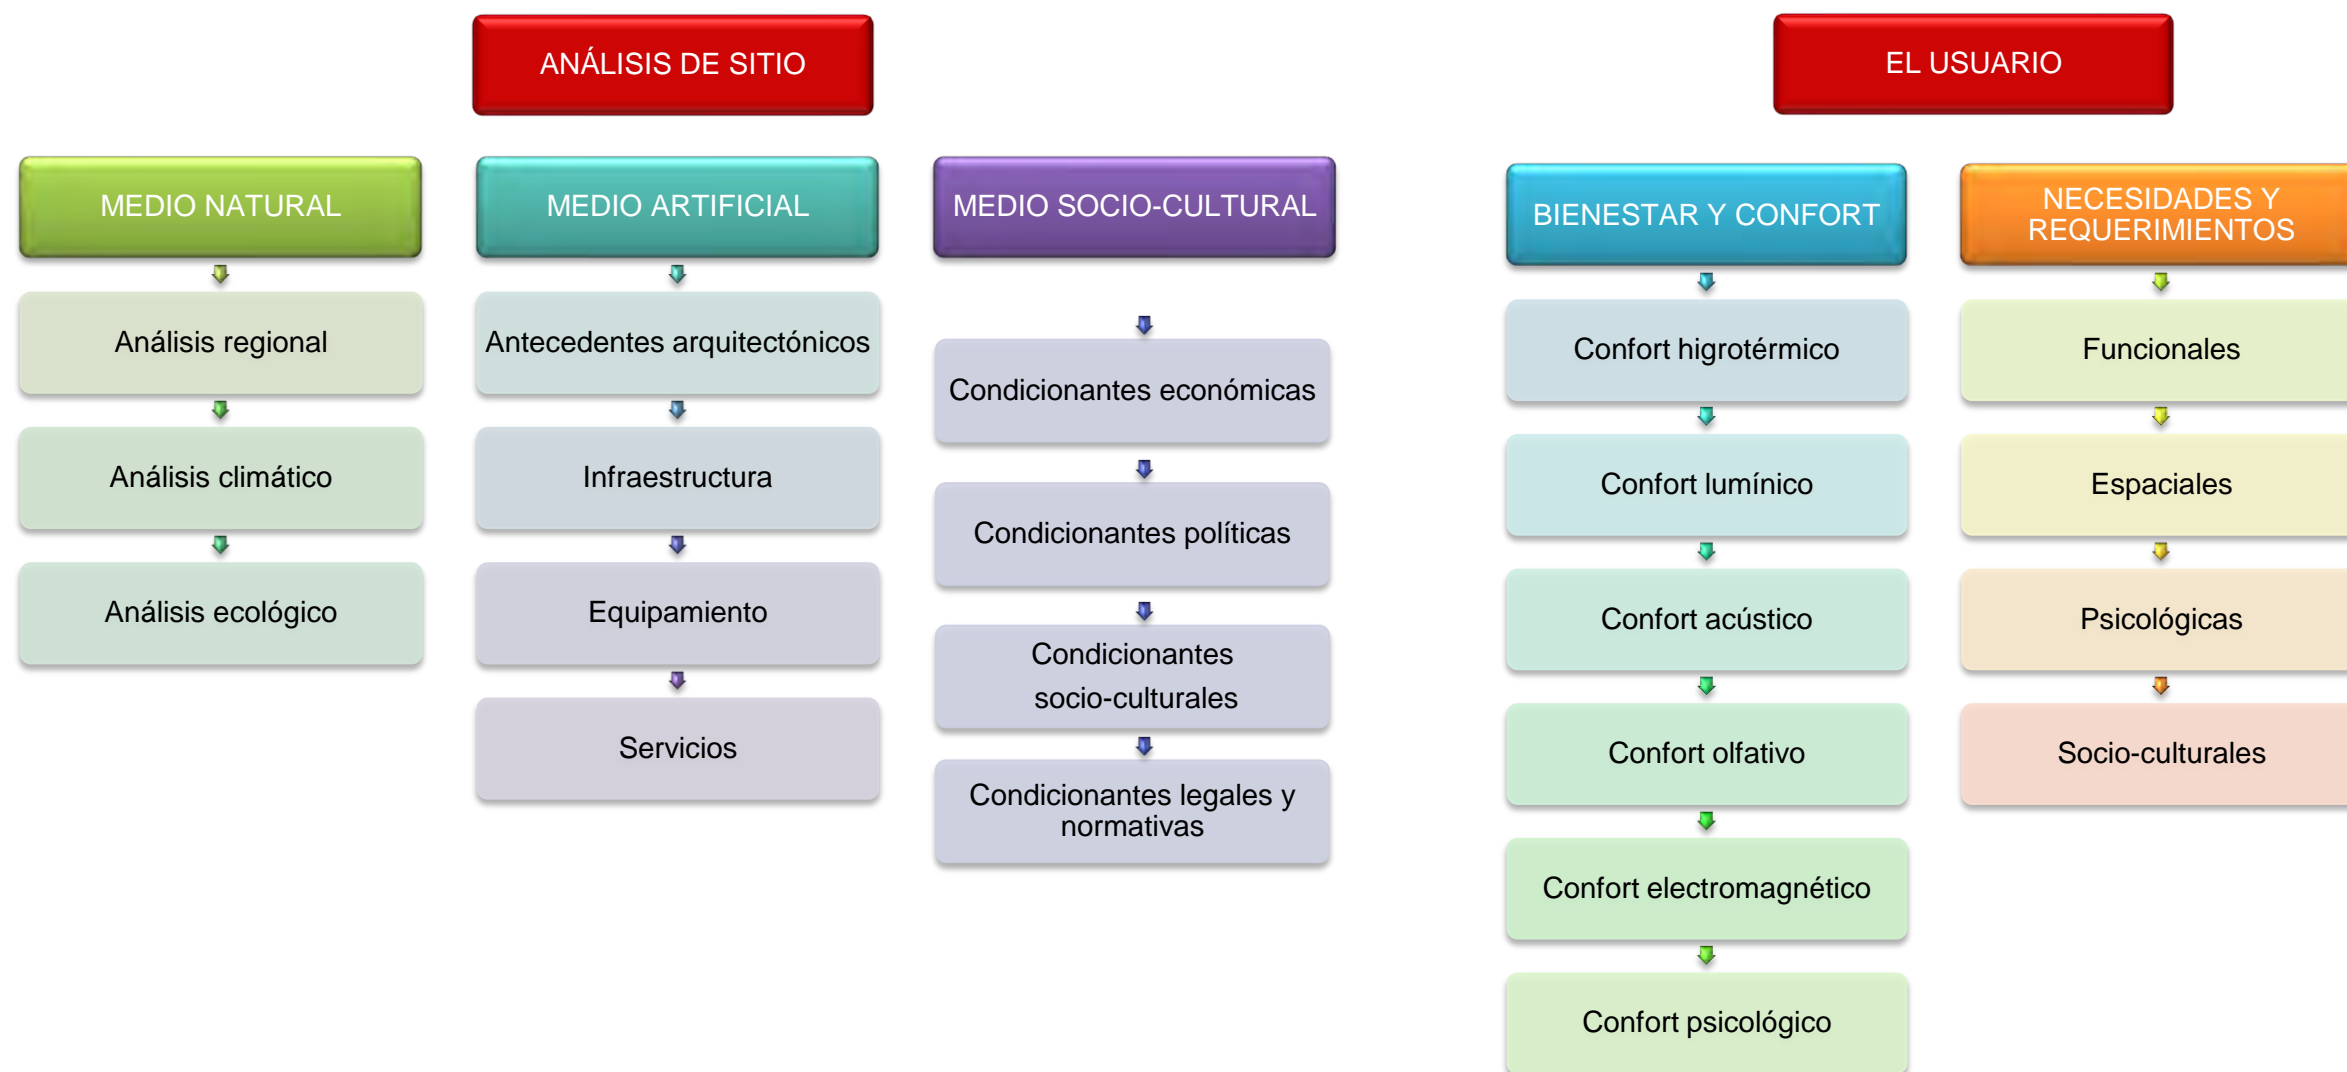 ANÁLISIS DE SITIO
MEDIO NATURAL
Análisis regional
Análisis climático
Análisis ecológico
MEDIO ARTIFICIAL
Antecedentes arquitectónicos
Infraestructura
Equipamiento
Servicios
MEDIO SOCIO-CULTURAL
Condicionantes económicas
Condicionantes políticas
Condicionantes
socio-culturales
Condicionantes legales y
normativas
EL USUARIO
BIENESTAR Y CONFORT
Confort higrotérmico
Confort lumínico
Confort acústico
Confort olfativo
Confort electromagnético
Confort psicológico
NECESIDADES Y
REQUERIMIENTOS
Funcionales
Espaciales
Psicológicas
Socio-culturales